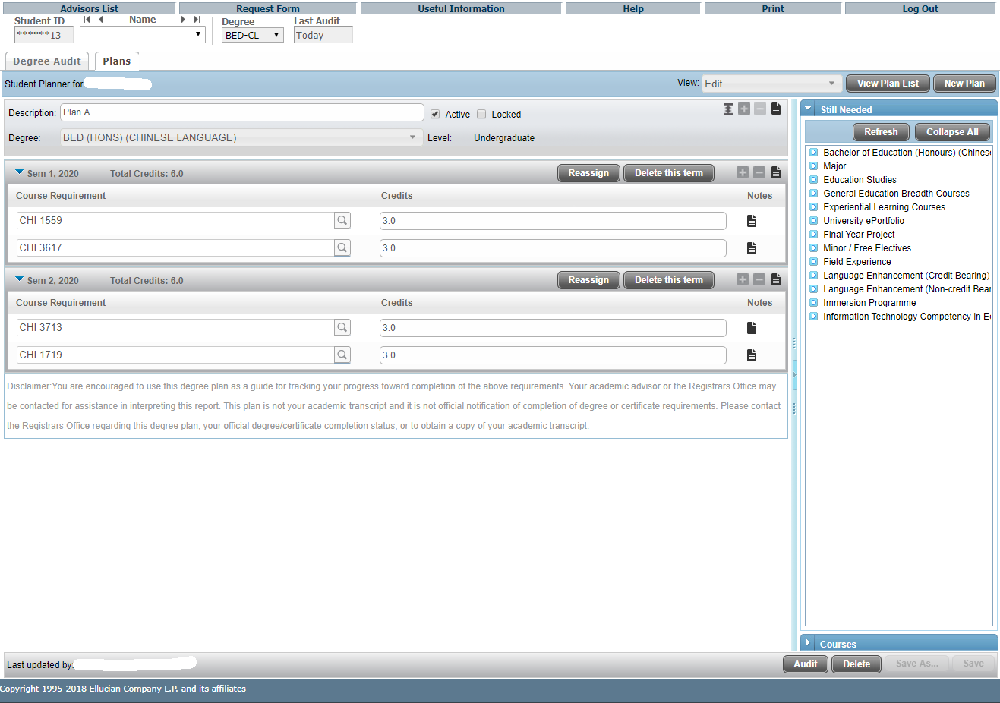 Advisors List Request Form Useful Information Help Print Log Out
Student ID Name Degree Last Audit
******13 BED-CL Today
Degree Audit Plans
Student Planner for: View: Edit View Plan List New Plan
Description: Plan A Active Locked
Degree: BED (HONS) (CHINESE LANGUAGE) Level: Undergraduate
Sem 1, 2020 Total Credits: 6.0 Reassign Delete this term
Course Requirement Credits Notes
CHI 1559 3.0
CHI 3617 3.0
Sem 2, 2020 Total Credits: 6.0 Reassign Delete this term
Course Requirement Credits Notes
CHI 3713 3.0
CHI 1719 3.0
Disclaimer:You are encouraged to use this degree plan as a guide for tracking your progress toward completion of the above requirements. Your academic advisor or the Registrars Office may
be contacted for assistance in interpreting this report. This plan is not your academic transcript and it is not official notification of completion of degree or certificate requirements. Please contact
the Registrars Office regarding this degree plan, your official degree/certificate completion status, or to obtain a copy of your academic transcript.
Still Needed
Refresh Collapse All
Bachelor of Education (Honours) (Chines
Major
Education Studies
General Education Breadth Courses
Experiential Learning Courses
University ePortfolio
Final Year Project
Minor / Free Electives
Field Experience
Language Enhancement (Credit Bearing)
Language Enhancement (Non-credit Bear
Immersion Programme
Information Technology Competency in E
Courses
Last updated by: Audit Delete Save As... Save
Copyright 1995-2018 Ellucian Company L.P. and its affiliates